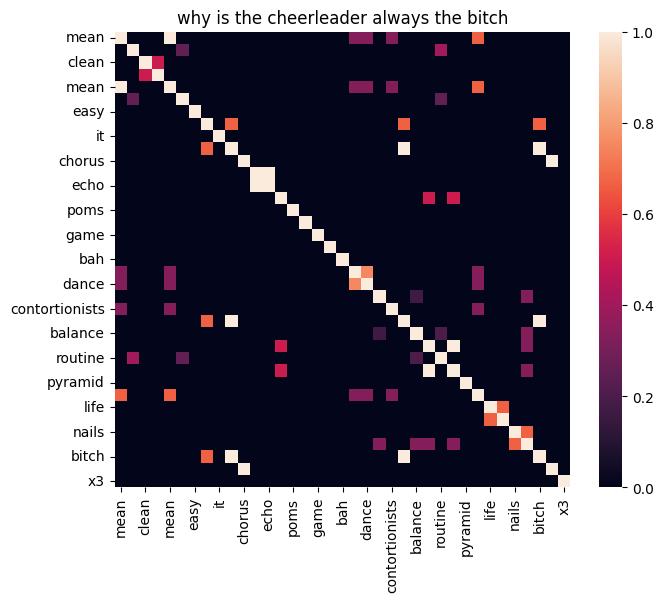 why is the cheerleader always the bitch
mean
clean
mean
easy
it
chorus
echo
poms
game
bah
dance
contortionists
balance
routine
pyramid
life
nails
bitch
x3
1.0
0.8
0.6
0.4
0.2
0.0
mean
clean
mean
easy
it
chorus
echo
poms
game
bah
dance
contortionists
balance
routine
pyramid
life
nails
bitch
x3